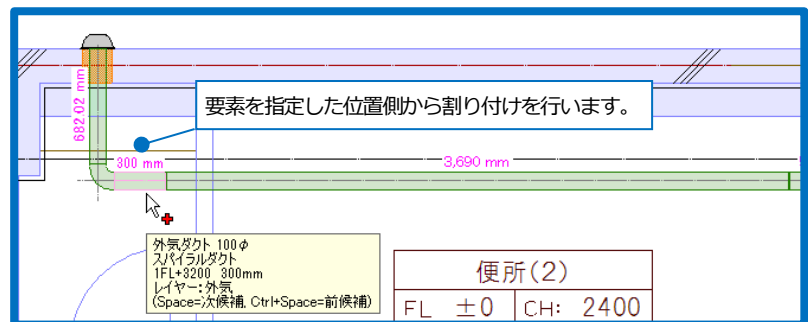 要素を指定した位置側から割り付けを行います。
682.02 mm
300 mm
3,690 mm
外気ダクト 100φ
スパイラルダクト
1FL+3200 300mm
レイヤー:外気
(Space=次候補, Ctrl+Space=前候補)
便所(2)
FL ±0 CH: 2400